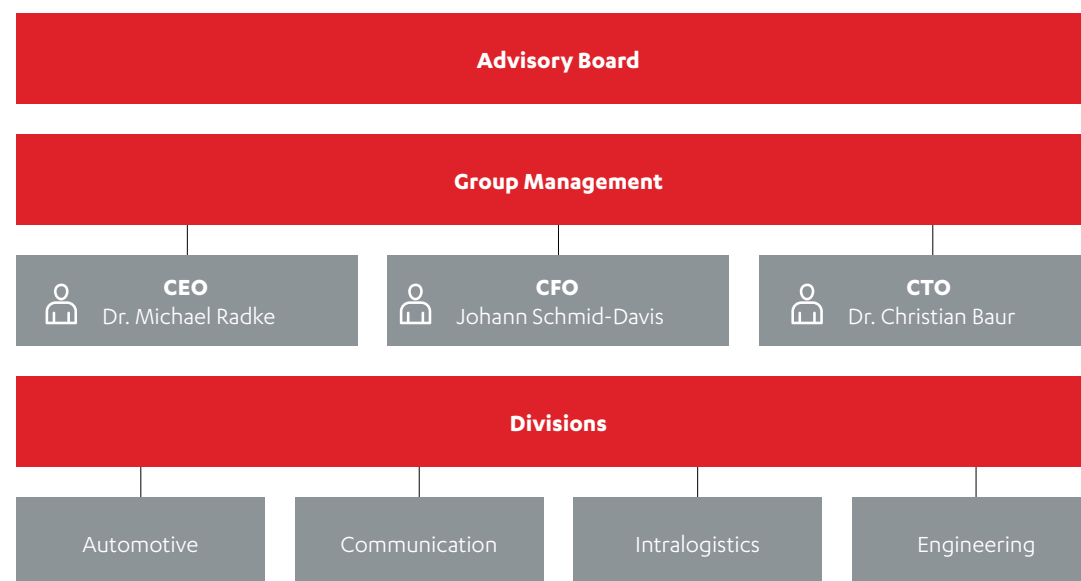 Advisory Board
Group Management
CEO
Dr. Michael Radke
CFO
Johann Schmid-Davis
CTO
Dr. Christian Baur
Divisions
Automotive
Communication
Intralogistics
Engineering